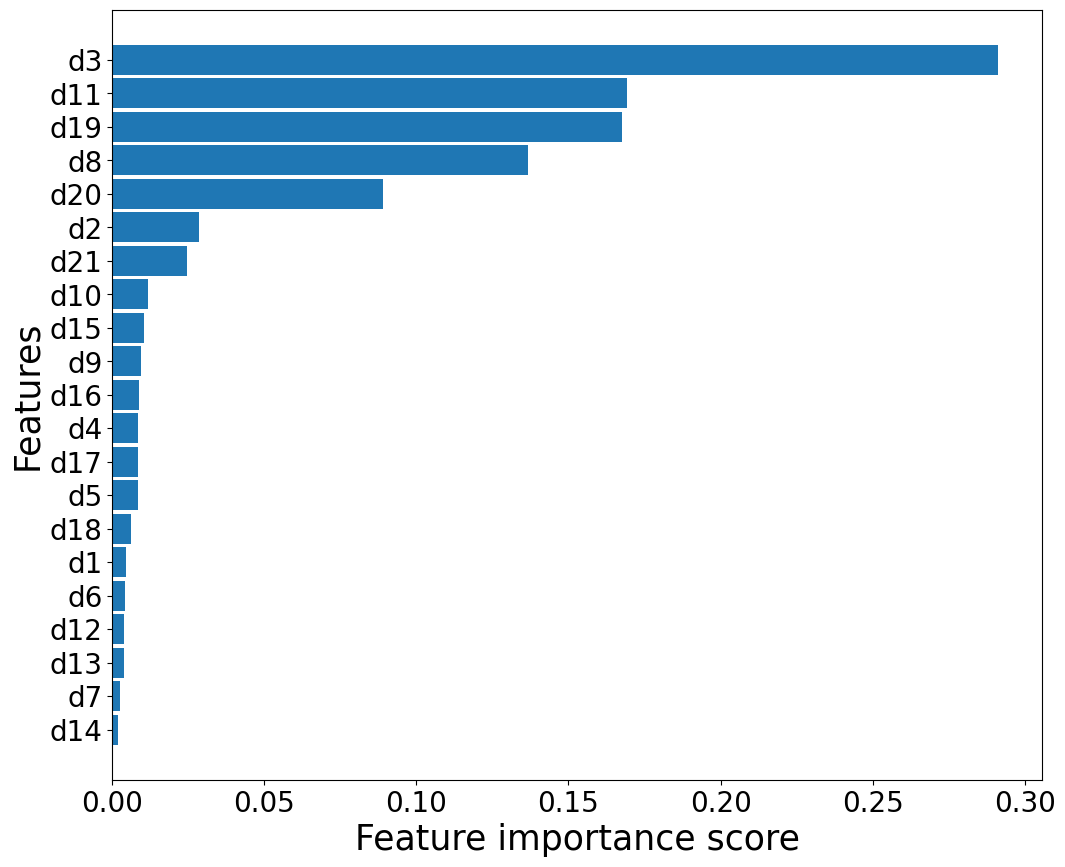 d3
d11
d19
d8
d20
d2
d21
d10
d15
d9
d16
d4
d17
d5
d18
d1
d6
d12
d13
d7
d14
Features
0.00 0.05 0.10 0.15 0.20 0.25 0.30
Feature importance score